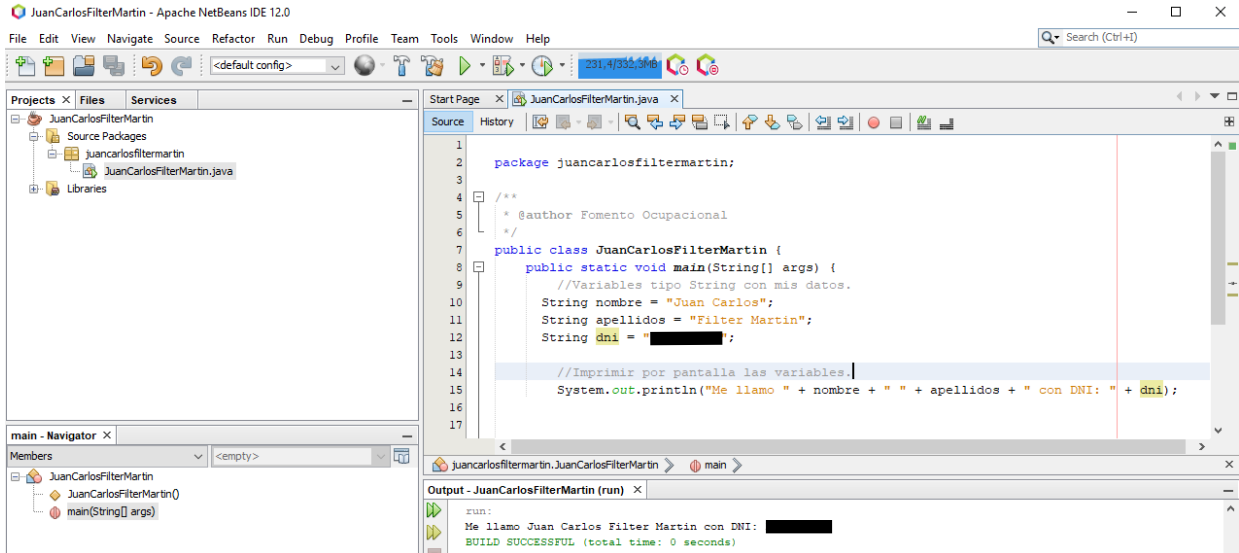 JuanCarlosFilterMartin - Apache NetBeans IDE 12.0
File Edit View Navigate Source Refactor Run Debug Profile Team Tools Window Help
Search (Ctrl+I)
<default config>
231,4/332,3MB
Projects Files Services
JuanCarlosFilterMartin
Source Packages
juancarlosfiltermartin
JuanCarlosFilterMartin.java
Libraries
Start Page JuanCarlosFilterMartin.java
Source History
1
2 package juancarlosfiltermartin;
3
4 /**
5 * @author Fomento Ocupacional
6 */
7 public class JuanCarlosFilterMartin {
8 public static void main(String[] args) {
9 //Variables tipo String con mis datos.
10 String nombre = "Juan Carlos";
11 String apellidos = "Filter Martin";
12 String dni = "";
13
14 //Imprimir por pantalla las variables.
15 System.out.println("Me llamo " + nombre + " " + apellidos + " con DNI: " + dni);
16
17
juancarlosfiltermartin.JuanCarlosFilterMartin main
main - Navigator
Members <empty>
JuanCarlosFilterMartin
JuanCarlosFilterMartin()
main(String[] args)
Output - JuanCarlosFilterMartin (run)
run:
Me llamo Juan Carlos Filter Martin con DNI:
BUILD SUCCESSFUL (total time: 0 seconds)